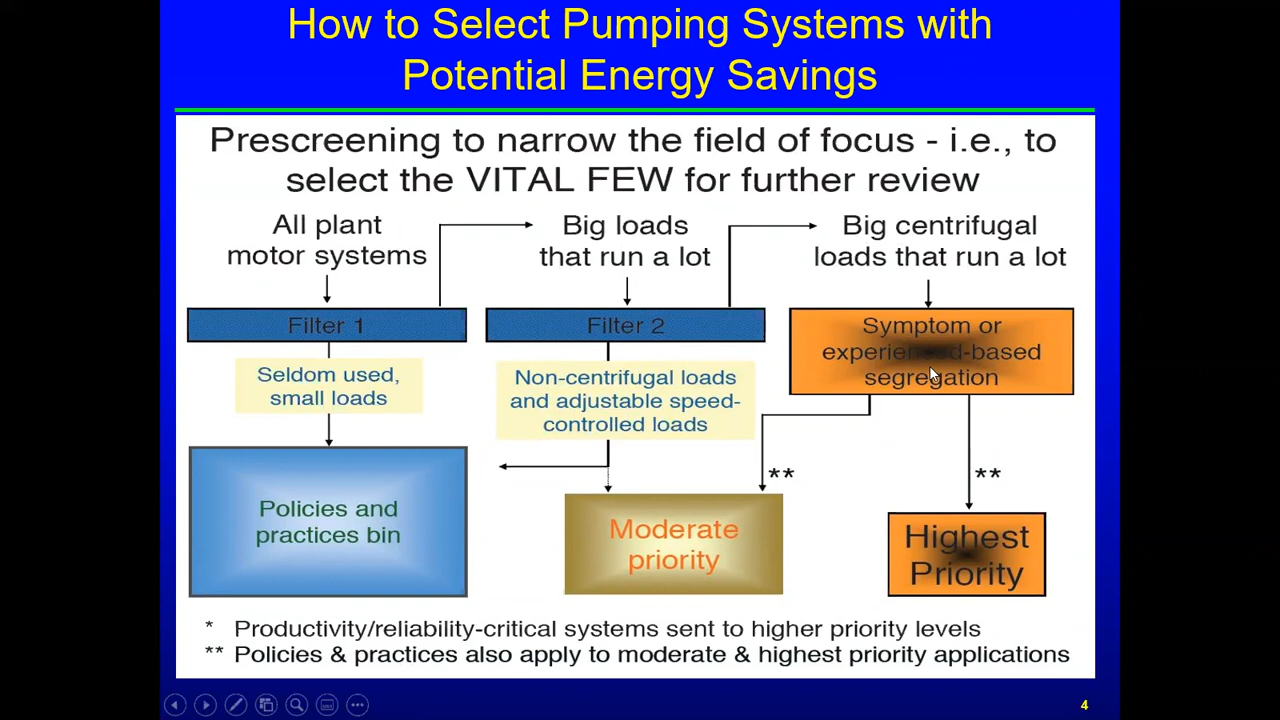 How to Select Pumping Systems with
Potential Energy Savings
Prescreening to narrow the field of focus - i.e., to
select the VITAL FEW for further review
All plant
motor systems
Big loads
that run a lot
Big centrifugal
loads that run a lot
Filter 1
Filter 2
Symptom or
experienced-based
segregation
Seldom used,
small loads
Non-centrifugal loads
and adjustable speed-
controlled loads
**
**
Policies and
practices bin
Moderate
priority
Highest
Priority
* Productivity/reliability-critical systems sent to higher priority levels
** Policies & practices also apply to moderate & highest priority applications
4